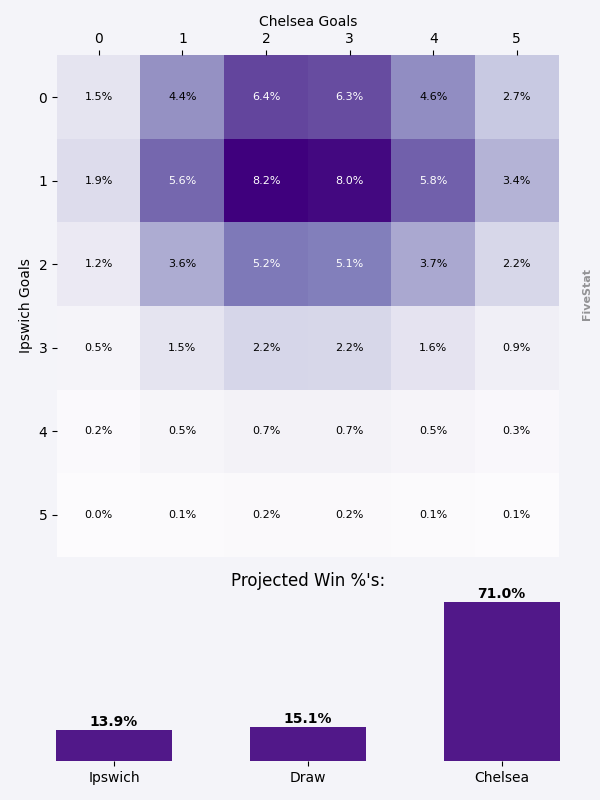 Chelsea Goals
0 1 2 3 4 5
0 1.5% 4.4% 6.4% 6.3% 4.6% 2.7%
1 1.9% 5.6% 8.2% 8.0% 5.8% 3.4%
2 1.2% 3.6% 5.2% 5.1% 3.7% 2.2%
3 0.5% 1.5% 2.2% 2.2% 1.6% 0.9%
4 0.2% 0.5% 0.7% 0.7% 0.5% 0.3%
5 0.0% 0.1% 0.2% 0.2% 0.1% 0.1%
Ipswich Goals
FiveStat
Projected Win %'s:
13.9% 15.1% 71.0%
Ipswich Draw Chelsea